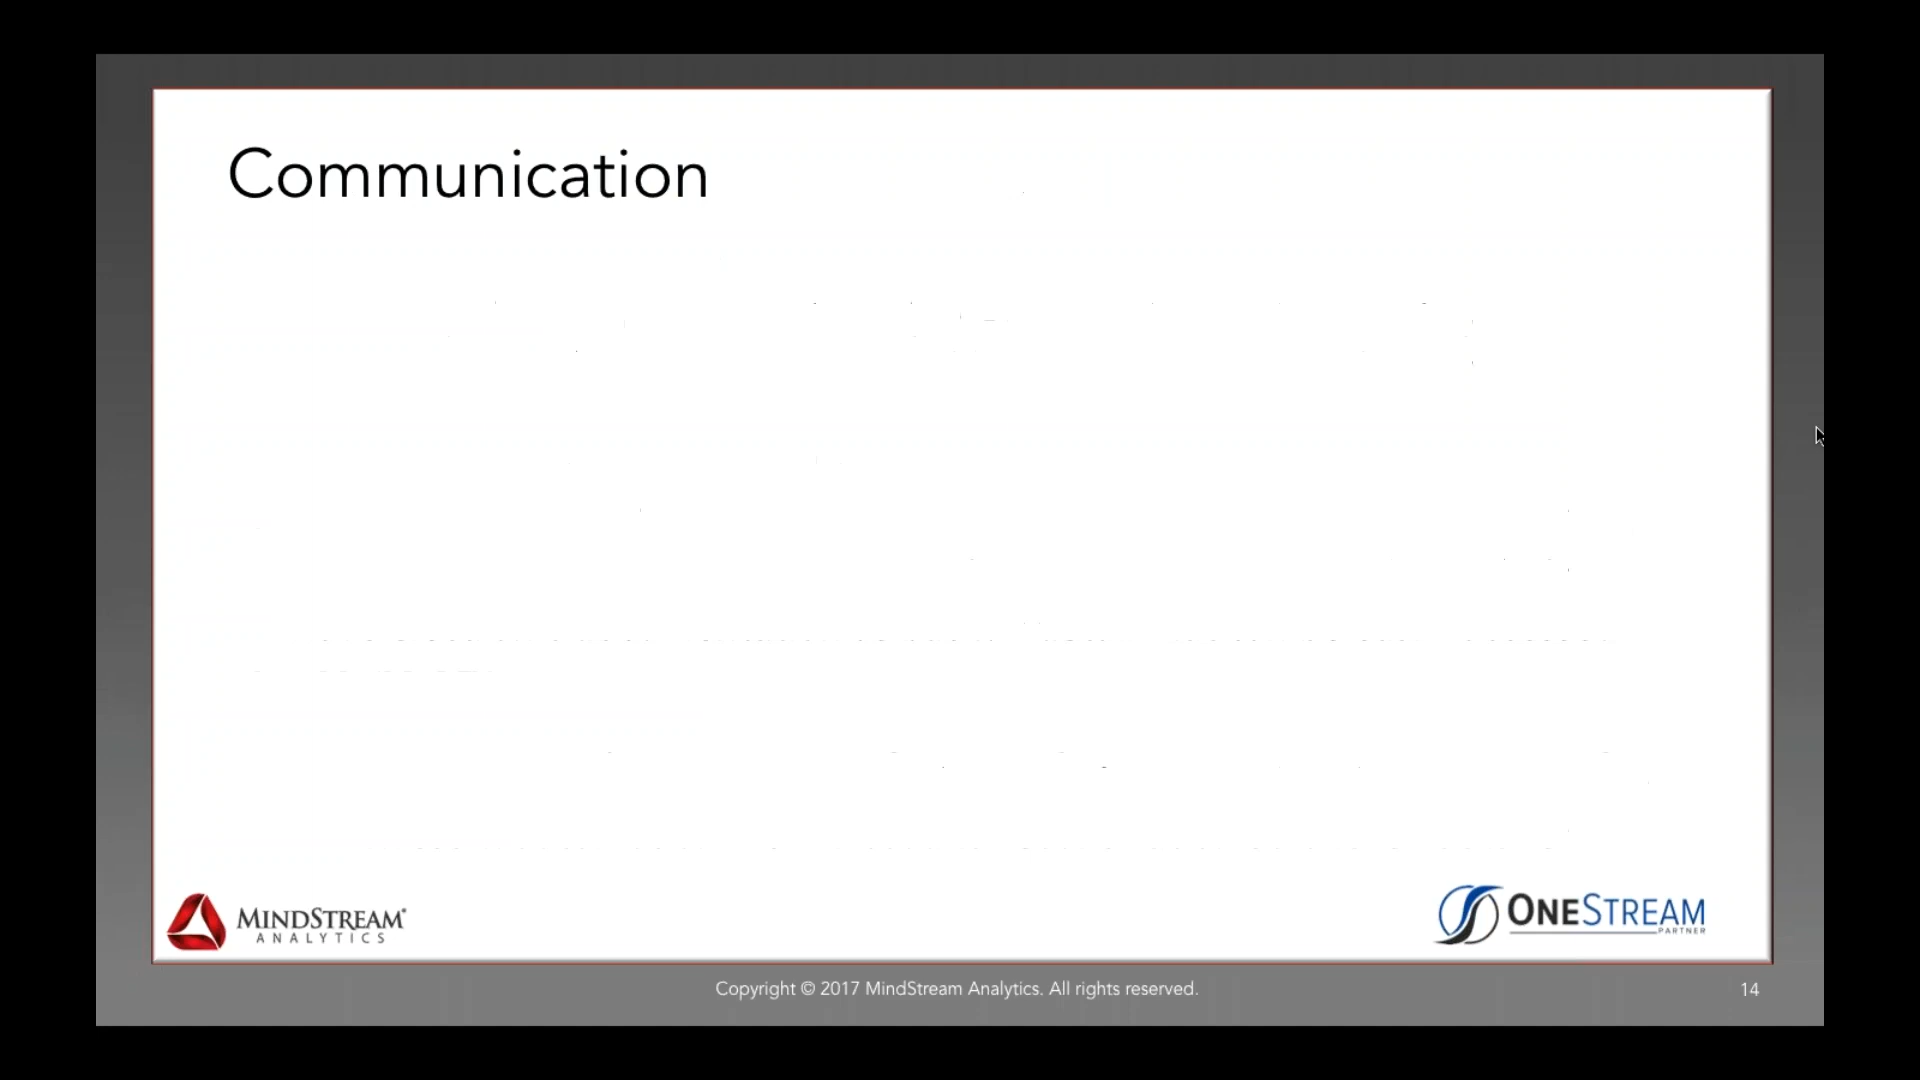 Communication
MINDSTREAM®
ANALYTICS
ONESTREAM
PARTNER
Copyright © 2017 MindStream Analytics. All rights reserved.
14